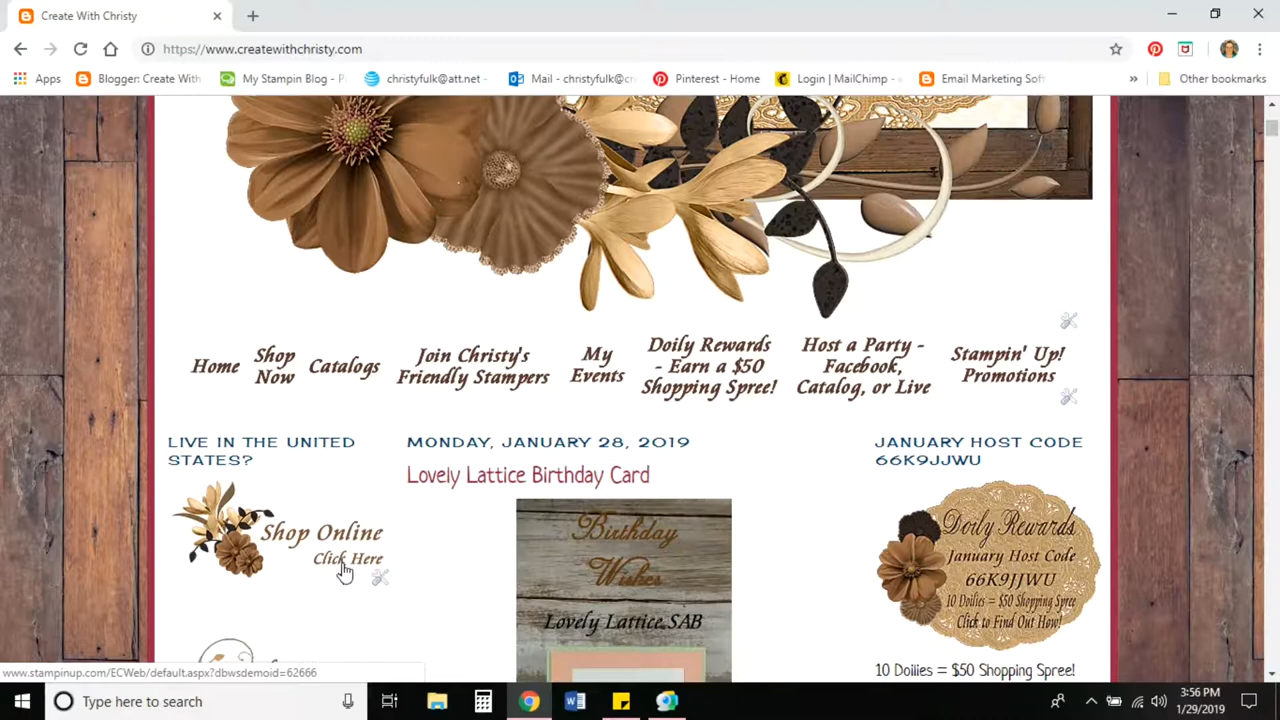 Create With Christy
https://www.createwithchristy.com
Apps
Blogger: Create With
My Stampin Blog - P
christyfulk@att.net -
Mail - christyfulk@c
Pinterest - Home
Login | MailChimp -
Email Marketing Sof
»
Other bookmarks
Home
Shop
Now
Catalogs
Join Christy's
Friendly Stampers
My
Events
Doily Rewards
- Earn a $50
Shopping Spree!
Host a Party -
Facebook,
Catalog, or Live
Stampin' Up!
Promotions
LIVE IN THE UNITED
STATES?
Shop Online
Click Here
MONDAY, JANUARY 28, 2019
Lovely Lattice Birthday Card
Birthday
Wishes
Lovely Lattice SAB
JANUARY HOST CODE
66K9JJWU
Doily Rewards
January Host Code
66K9JJWU
10 Doilies = $50 Shopping Spree
Click to Find Out How!
10 Doilies = $50 Shopping Spree!
www.stampinup.com/ECWeb/default.aspx?dbwsdemoid=62666
Type here to search
3:56 PM
1/29/2019